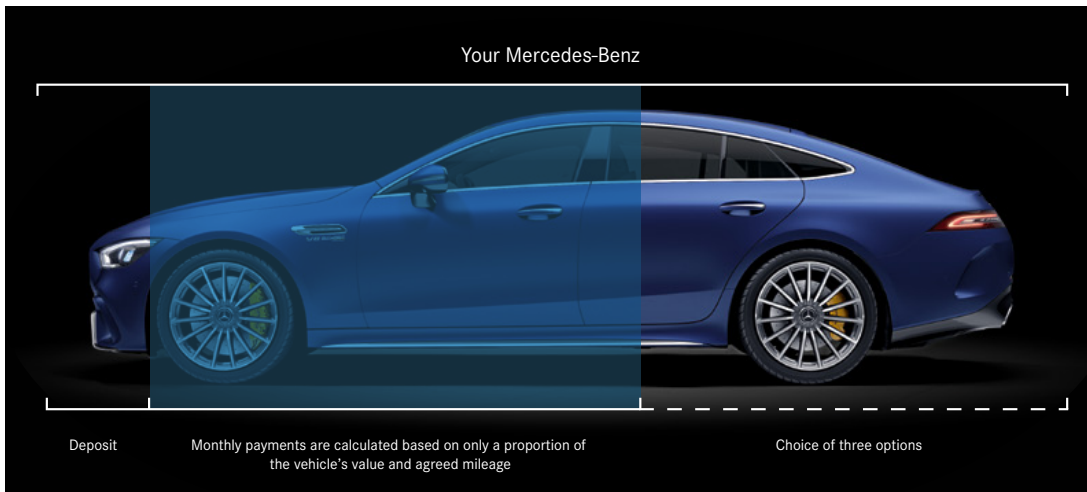 Your Mercedes-Benz
Deposit
Monthly payments are calculated based on only a proportion of
the vehicle's value and agreed mileage
Choice of three options